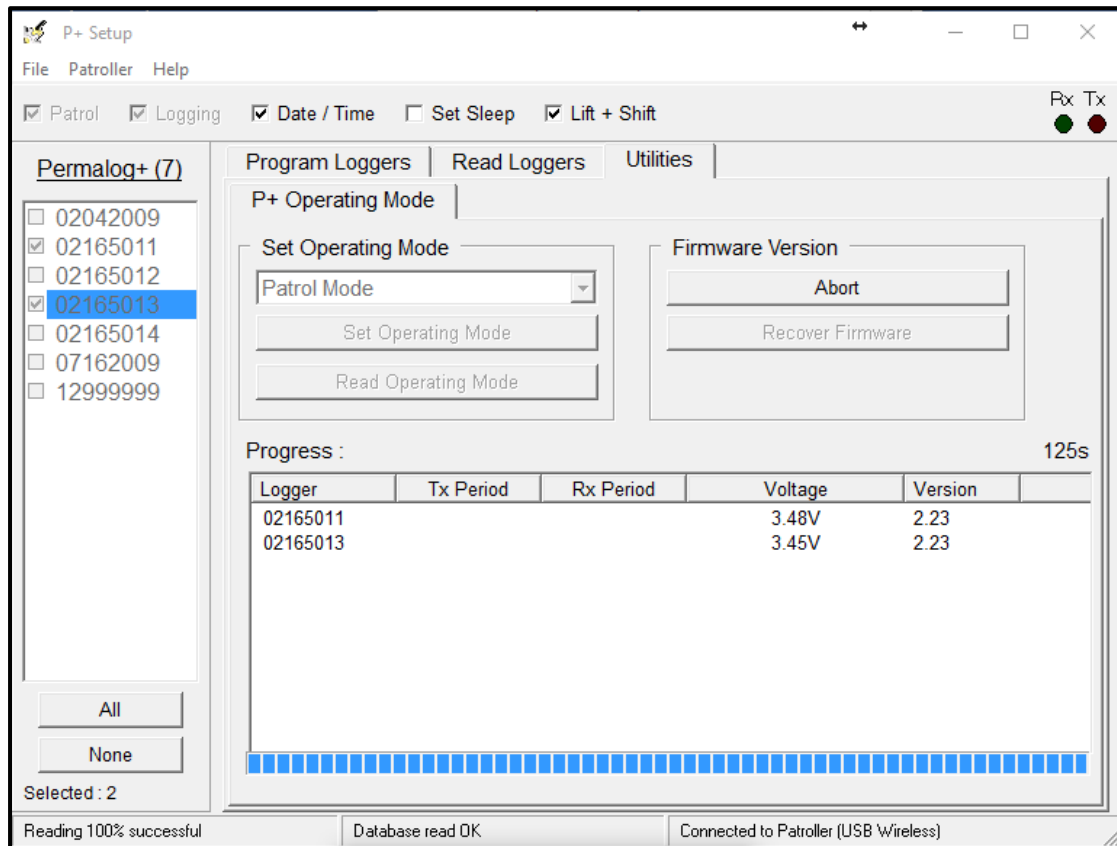 P+ Setup
File Patroller Help
Patrol Logging Date / Time Set Sleep Lift + Shift Rx Tx
Permalog+ (7)
02042009
02165011
02165012
02165013
02165014
07162009
12999999
All
None
Selected : 2
Program Loggers Read Loggers Utilities
P+ Operating Mode
Set Operating Mode
Patrol Mode
Set Operating Mode
Read Operating Mode
Firmware Version
Abort
Recover Firmware
Progress : 125s
Logger Tx Period Rx Period Voltage Version
02165011 3.48V 2.23
02165013 3.45V 2.23
Reading 100% successful Database read OK Connected to Patroller (USB Wireless)